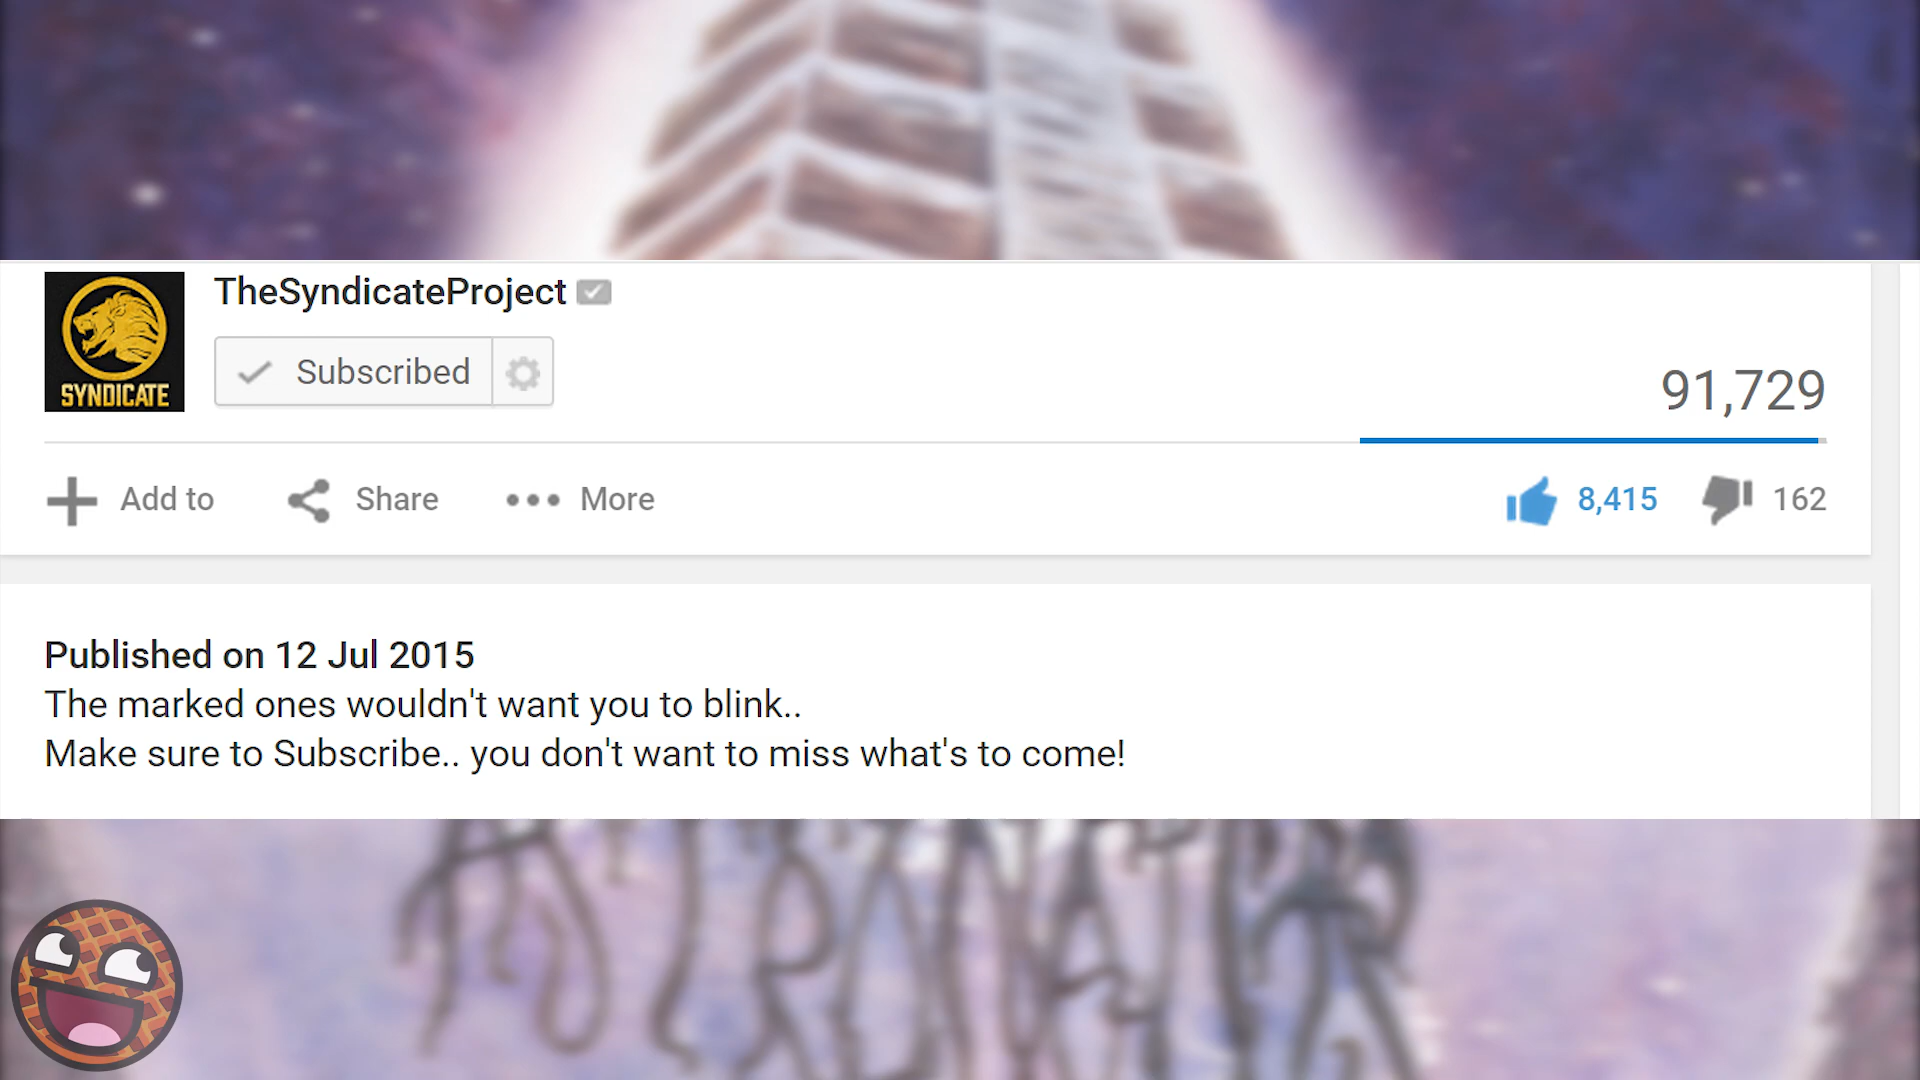 TheSyndicateProject
SYNDICATE
Subscribed
91,729
Add to
Share
More
8,415
162
Published on 12 Jul 2015
The marked ones wouldn't want you to blink..
Make sure to Subscribe.. you don't want to miss what's to come!